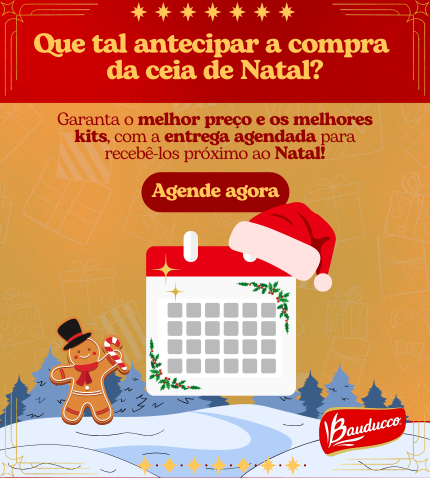 Que tal antecipar a compra
da ceia de Natal?
Garanta o melhor preço e os melhores
kits, com a entrega agendada para
recebê-los próximo ao Natal!
Agende agora
Bauducco